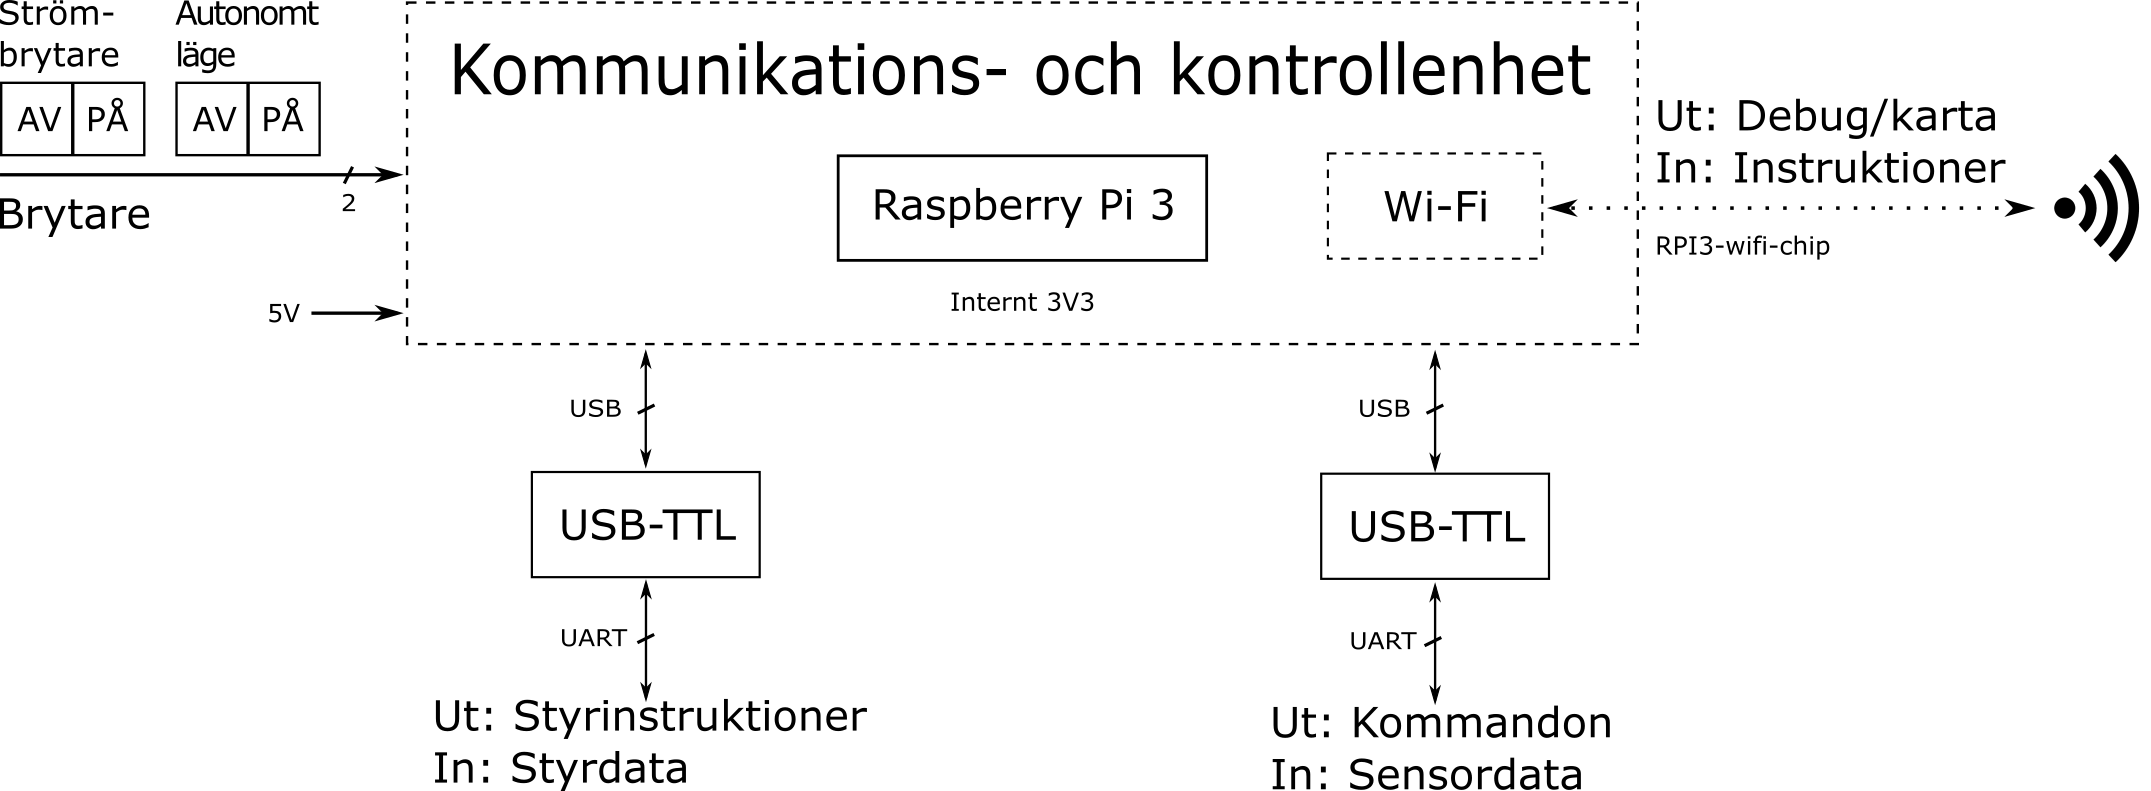 Ström-
brytare
Autonomt
läge
AV PÅ
AV PÅ
2
Brytare
5V
Kommunikations- och kontrollenhet
Raspberry Pi 3
Wi-Fi
Internt 3V3
Ut: Debug/karta
In: Instruktioner
RPI3-wifi-chip
USB
USB
USB-TTL
USB-TTL
UART
UART
Ut: Styrinstruktioner
In: Styrdata
Ut: Kommandon
In: Sensordata